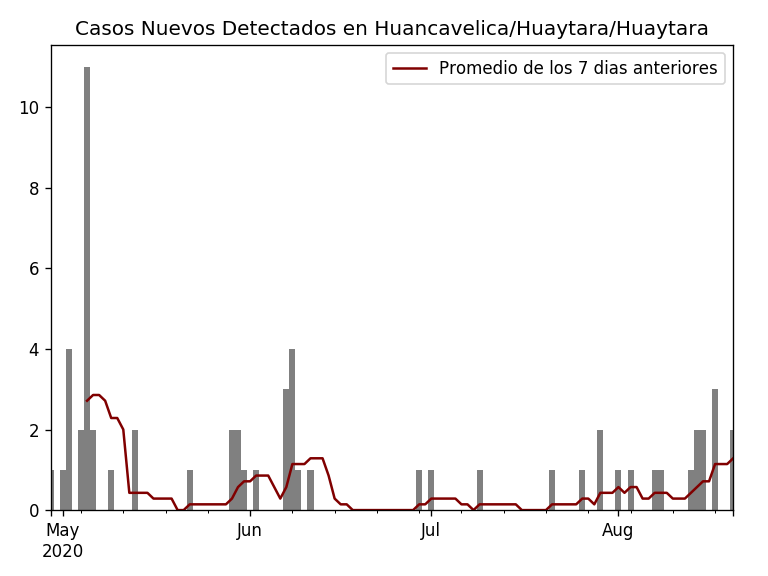 Casos Nuevos Detectados en Huancavelica/Huaytara/Huaytara
Promedio de los 7 dias anteriores
10
8
6
4
2
0
May Jun Jul Aug
2020